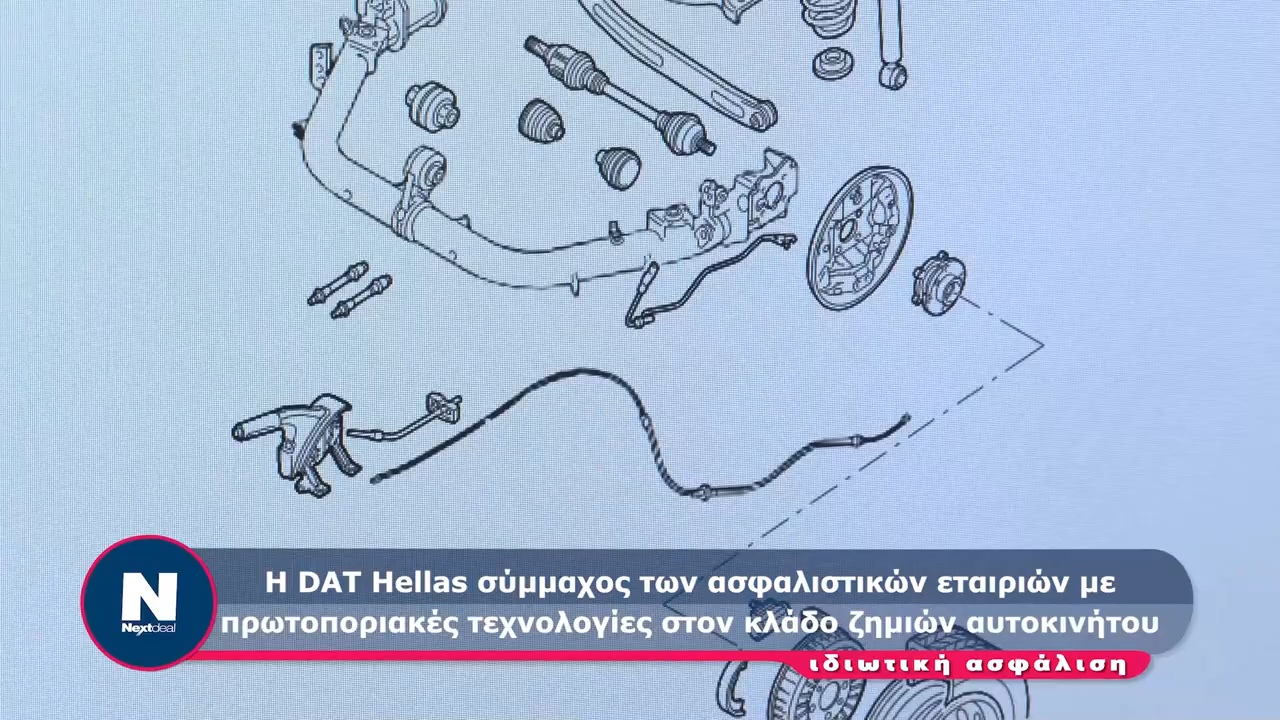 N
Nextdeal
Η DAT Hellas σύμμαχος των ασφαλιστικών εταιριών με
πρωτοποριακές τεχνολογίες στον κλάδο ζημιών αυτοκινήτου
ιδιωτική ασφάλιση